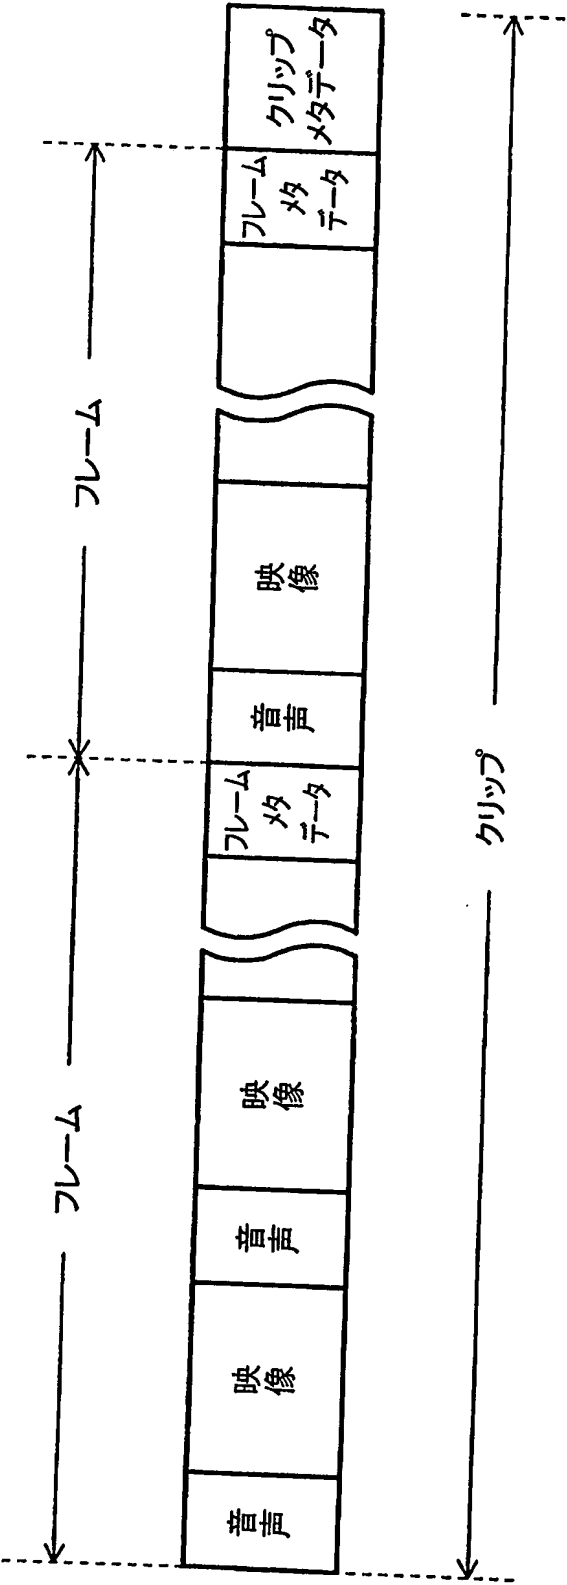 クリップ
メタデータ
フレーム
メタ
データ
フレーム
映像
音声
フレーム
メタ
データ
クリップ
映像
フレーム
音声
映像
音声